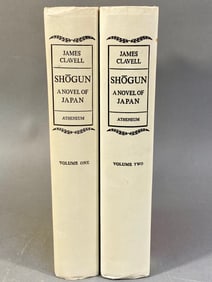 JAMES
CLAVELL
SHŌGUN
A NOVEL OF
JAPAN
ATHENEUM
VOLUME ONE
JAMES
CLAVELL
SHŌGUN
A NOVEL OF
JAPAN
ATHENEUM
VOLUME TWO